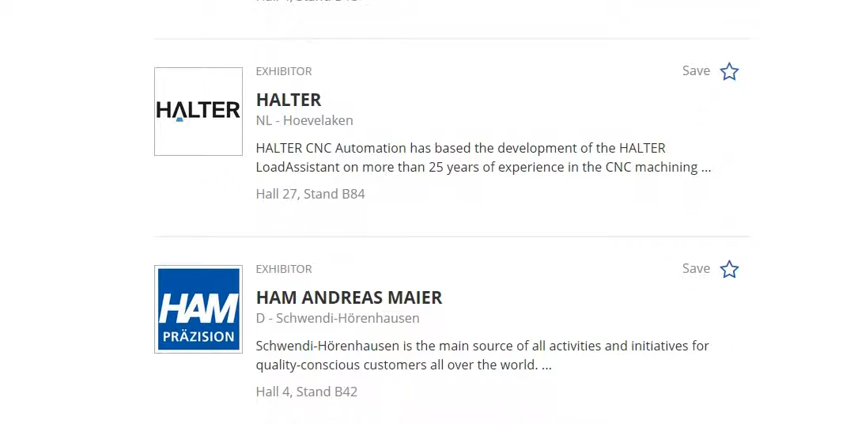 EXHIBITOR
Save
HALTER
HALTER
NL - Hoevelaken
HALTER CNC Automation has based the development of the HALTER
LoadAssistant on more than 25 years of experience in the CNC machining ...
Hall 27, Stand B84
EXHIBITOR
Save
HAM
PRÄZISION
HAM ANDREAS MAIER
D - Schwendi-Hörenhausen
Schwendi-Hörenhausen is the main source of all activities and initiatives for
quality-conscious customers all over the world. ...
Hall 4, Stand B42